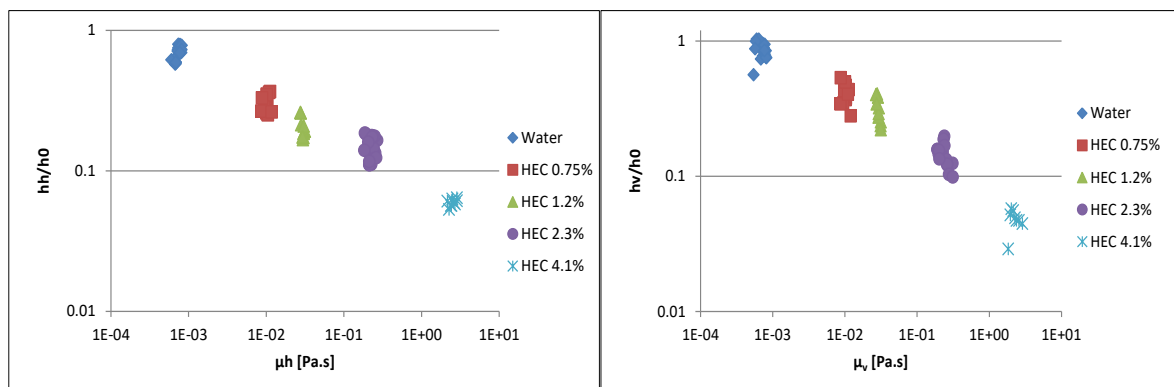 1
0.1
0.01
hh/h0
1E-04 1E-03 1E-02 1E-01 1E+00 1E+01
µh [Pa.s]
Water
HEC 0.75%
HEC 1.2%
HEC 2.3%
HEC 4.1%
1
0.1
0.01
hv/h0
1E-04 1E-03 1E-02 1E-01 1E+00 1E+01
µᵥ [Pa.s]
Water
HEC 0.75%
HEC 1.2%
HEC 2.3%
HEC 4.1%